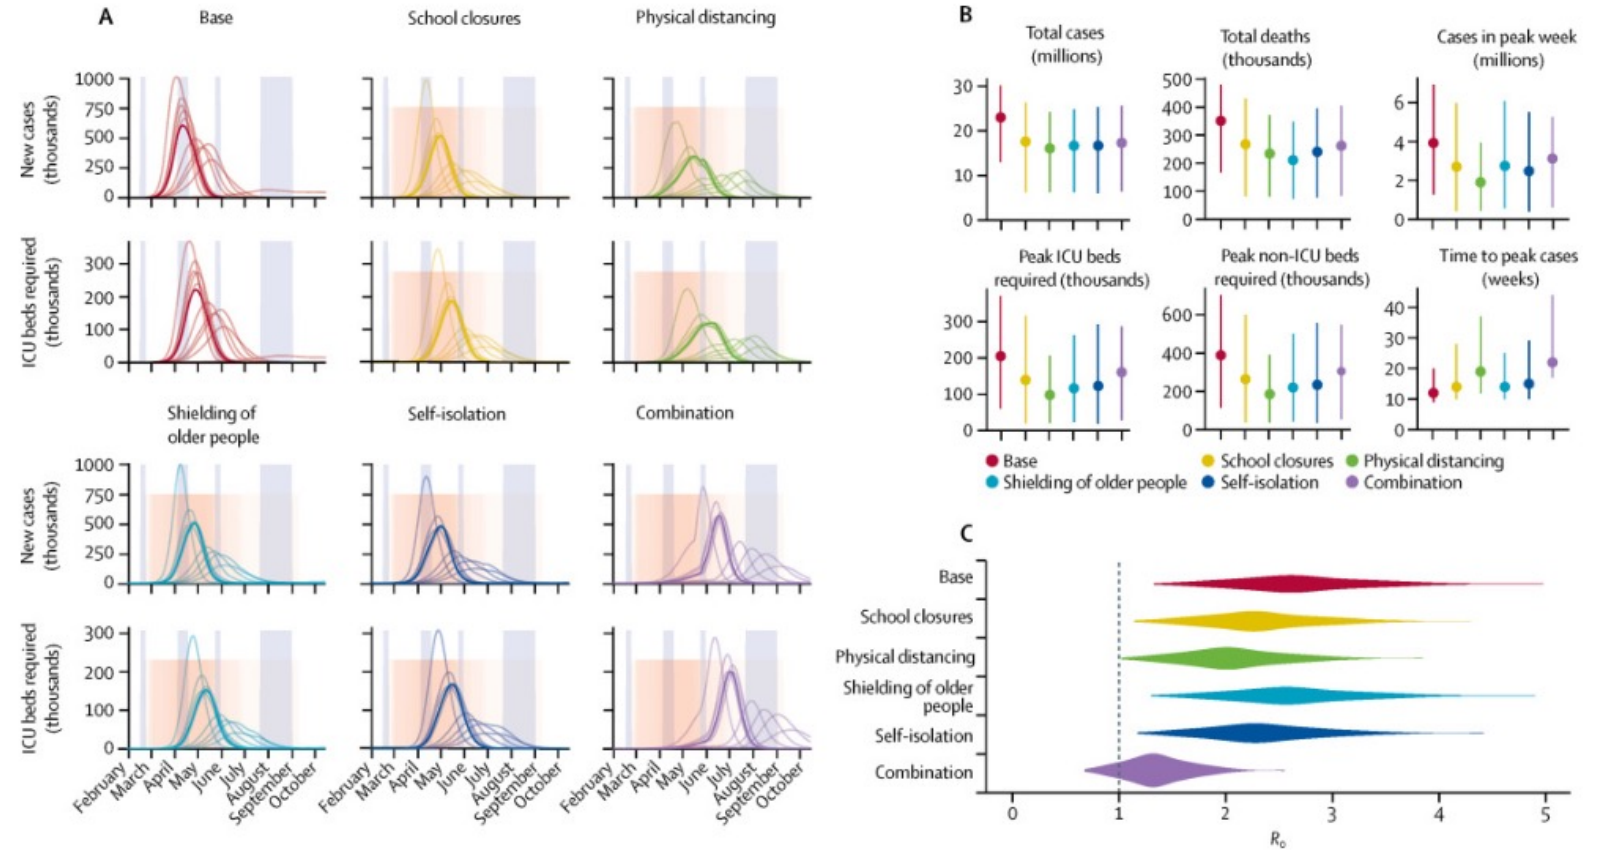 A
Base
School closures
Physical distancing
New cases
(thousands)
1000
750
500
250
0
ICU beds required
(thousands)
300
200
100
0
Shielding of
older people
Self-isolation
Combination
New cases
(thousands)
1000
750
500
250
0
ICU beds required
(thousands)
300
200
100
0
February
March
April
May
June
July
August
September
October
February
March
April
May
June
July
August
September
October
February
March
April
May
June
July
August
September
October
B
Total cases
(millions)
30
20
10
0
Total deaths
(thousands)
500
400
300
200
100
0
Cases in peak week
(millions)
6
4
2
0
Peak ICU beds
required (thousands)
300
200
100
0
Peak non-ICU beds
required (thousands)
600
400
200
0
Time to peak cases
(weeks)
40
30
20
10
0
Base
School closures
Physical distancing
Shielding of older people
Self-isolation
Combination
C
Base
School closures
Physical distancing
Shielding of older
people
Self-isolation
Combination
0 1 2 3 4 5
R₀